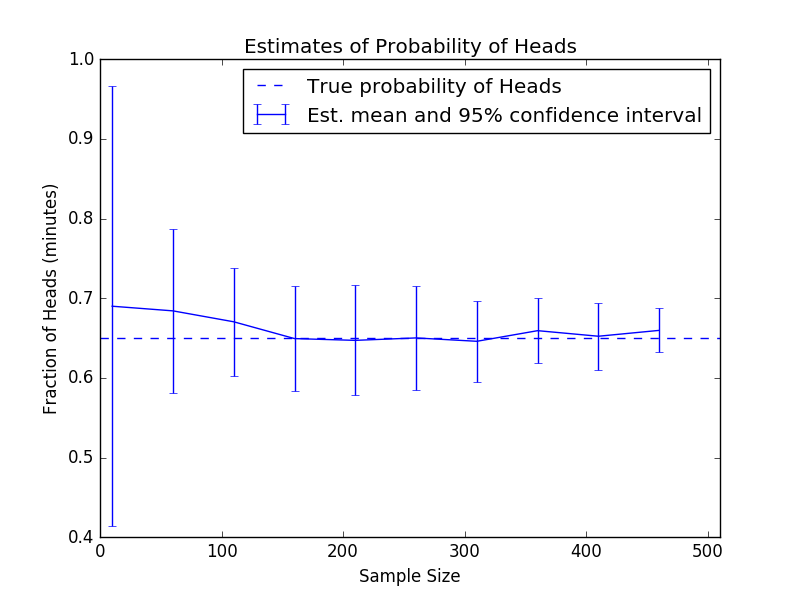 Estimates of Probability of Heads
True probability of Heads
Est. mean and 95% confidence interval
1.0
0.9
0.8
0.7
0.6
0.5
0.4
Fraction of Heads (minutes)
0 100 200 300 400 500
Sample Size